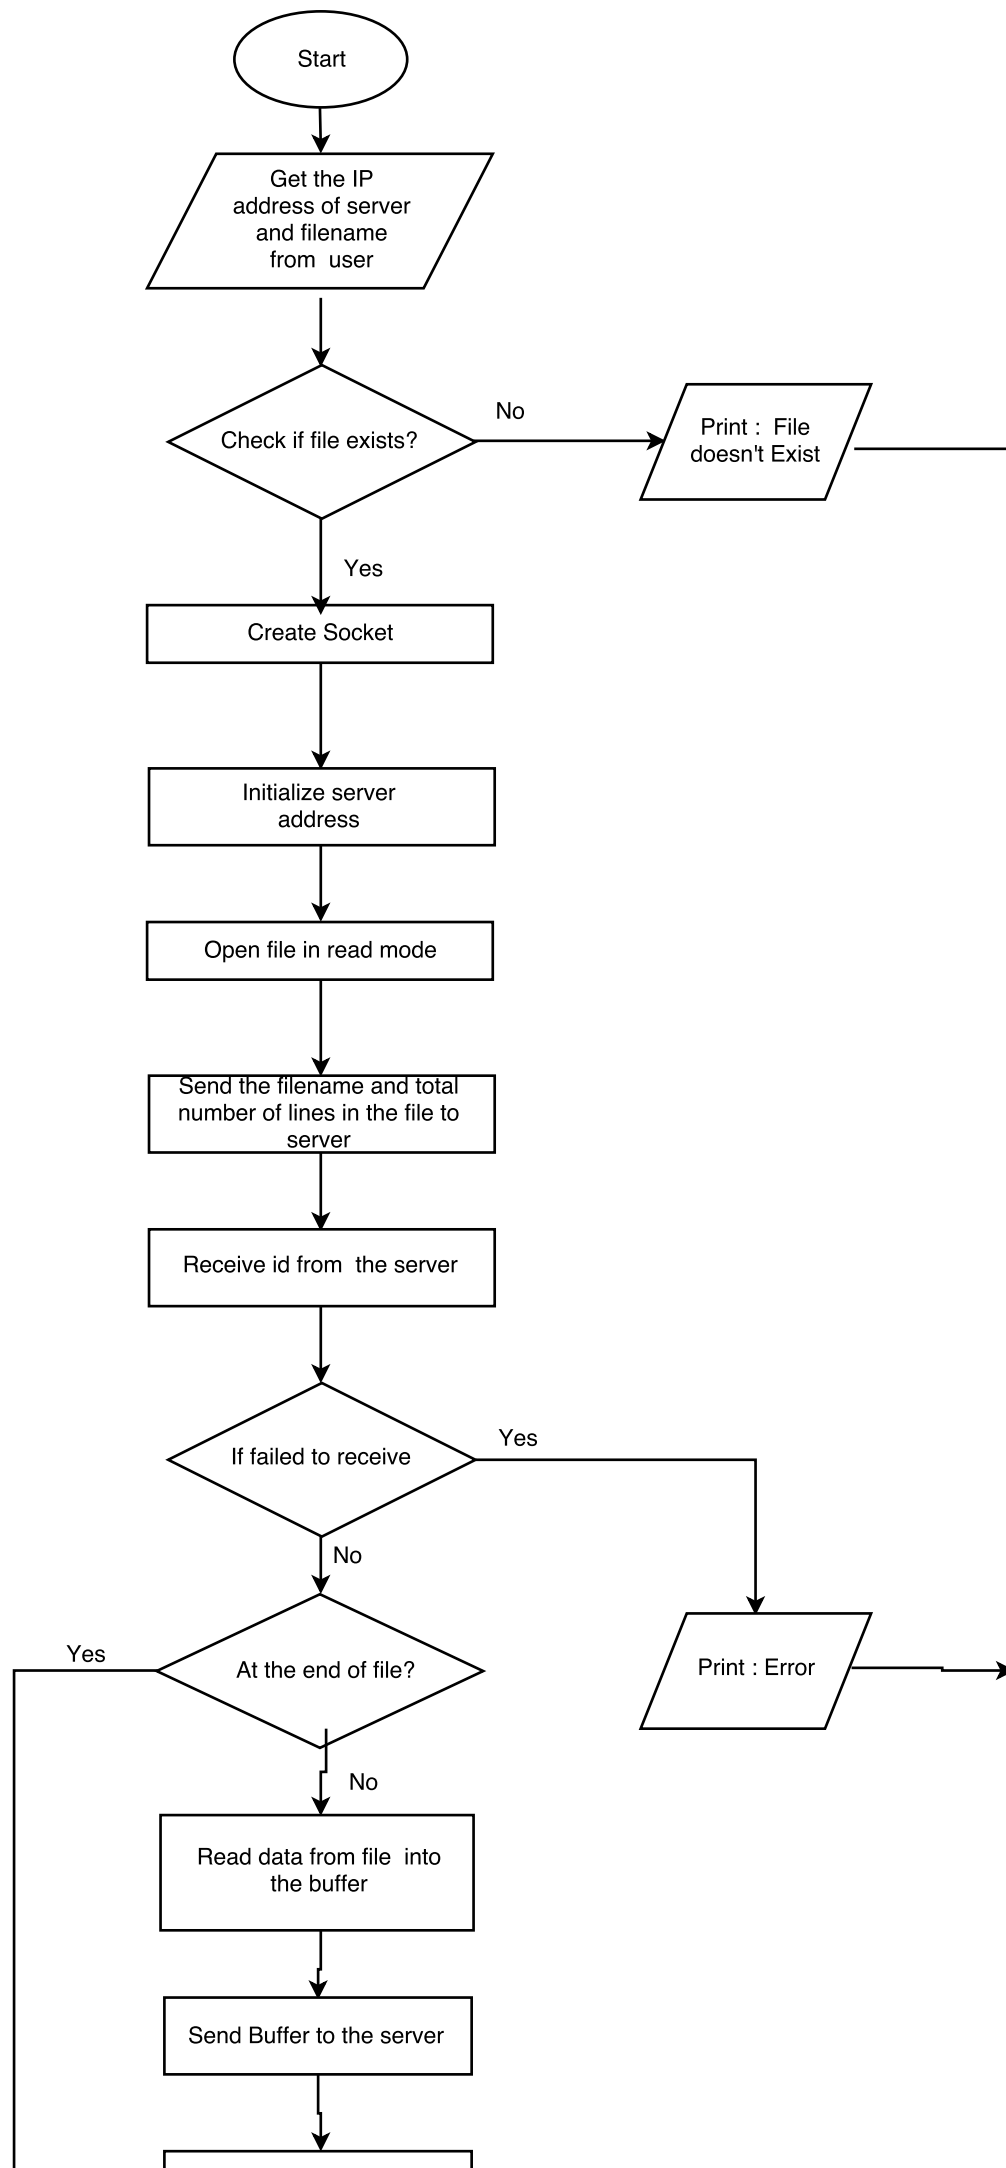 Start
Get the IP
address of server
and filename
from  user
Check if file exists?
No
Print :  File
doesn't Exist
Yes
Create Socket
Initialize server
address
Open file in read mode
Send the filename and total
number of lines in the file to
server
Receive id from  the server
If failed to receive
Yes
No
Yes
At the end of file?
Print : Error
No
Read data from file  into
the buffer
Send Buffer to the server